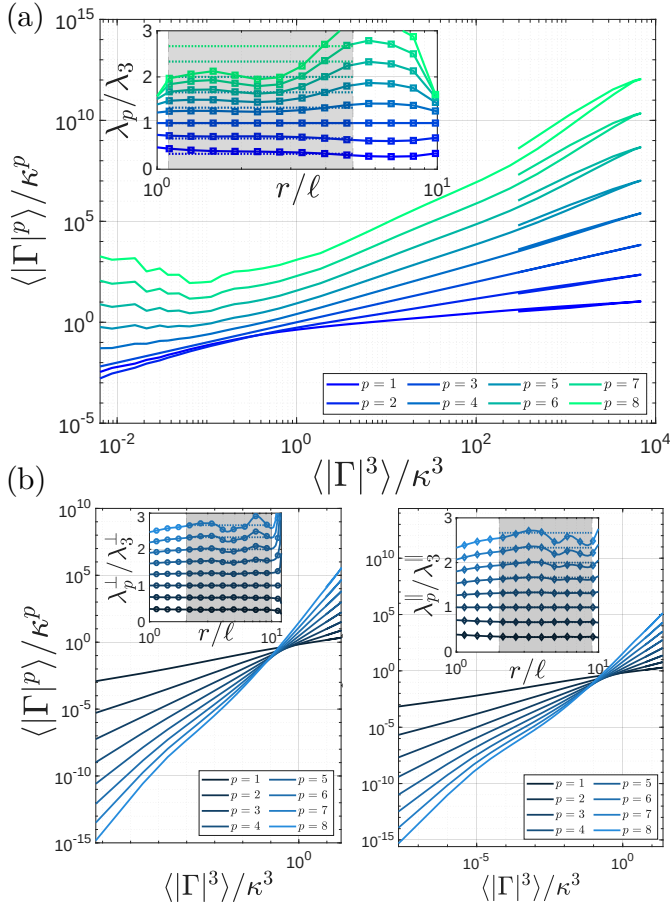 (a)
⟨|Γ|^p⟩/κ^p
10^10
10^5
10^0
10^-5
10^-2 10^0 10^2 10^4
⟨|Γ|^3⟩/κ^3
λ_p/λ_3
3
2
1
0
10^0 10^1
r/ℓ
p = 1 p = 3 p = 5 p = 7
p = 2 p = 4 p = 6 p = 8
(b)
⟨|Γ|^p⟩/κ^p
10^10
10^5
10^0
10^-5
10^-10
10^-15
10^0
⟨|Γ|^3⟩/κ^3
λ_p^⊥/λ_3^⊥
3
2
1
0
10^0 10^1
r/ℓ
p = 1 p = 5
p = 2 p = 6
p = 3 p = 7
p = 4 p = 8
10^10
10^5
10^0
10^-5
10^-10
10^-15
10^-5 10^0
⟨|Γ|^3⟩/κ^3
λ_p^∥/λ_3^∥
3
2
1
0
10^0 10^1
r/ℓ
p = 1 p = 5
p = 2 p = 6
p = 3 p = 7
p = 4 p = 8